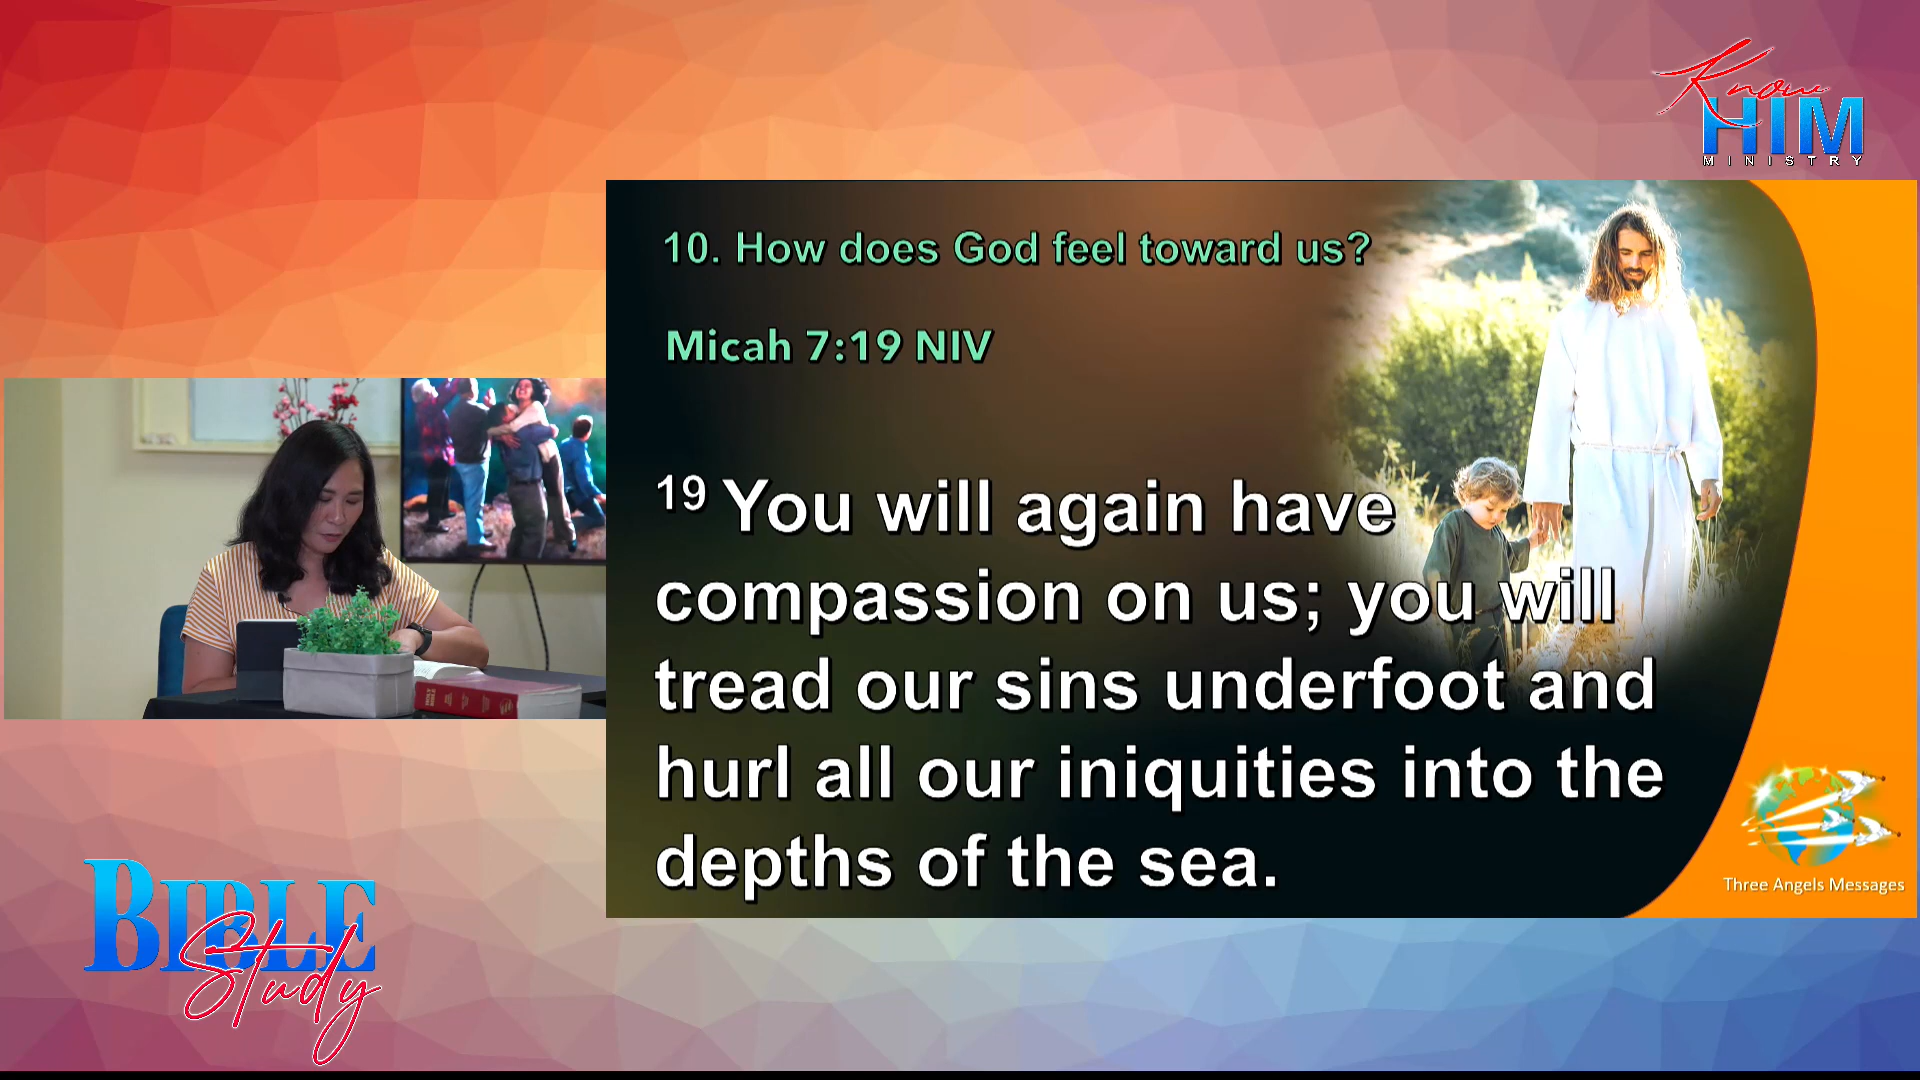 Know
HIM
MINISTRY
10. How does God feel toward us?
Micah 7:19 NIV
19 You will again have
compassion on us; you will
tread our sins underfoot and
hurl all our iniquities into the
depths of the sea.
Three Angels Messages
BIBLE
Study